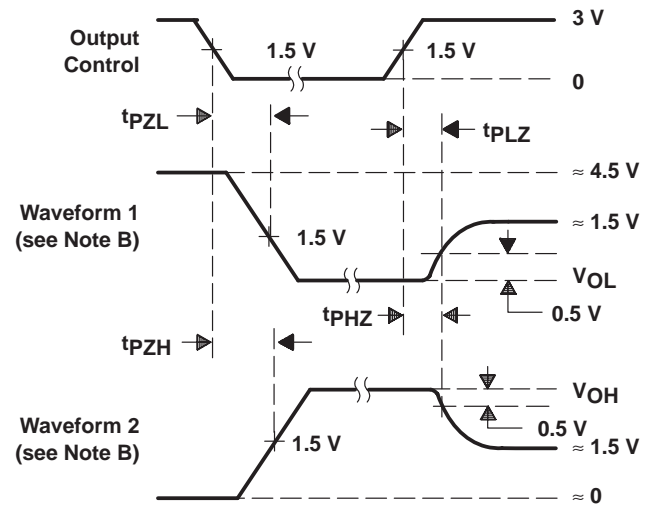 3 V
Output
Control
1.5 V
1.5 V
0
tPZL
tPLZ
≈ 4.5 V
Waveform 1
(see Note B)
≈ 1.5 V
1.5 V
VOL
tPHZ
0.5 V
tPZH
VOH
Waveform 2
(see Note B)
0.5 V
1.5 V
≈ 1.5 V
≈ 0